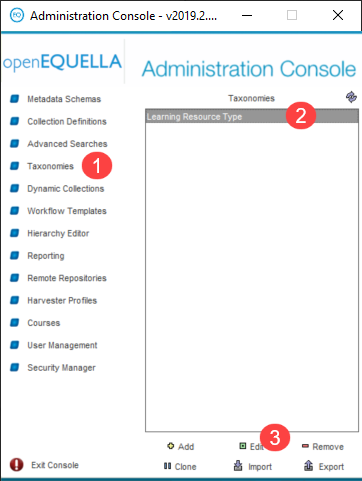 Administration Console - v2019.2....
openEQUELLA
Administration Console
Metadata Schemas
Collection Definitions
Advanced Searches
Taxonomies 1
Dynamic Collections
Workflow Templates
Hierarchy Editor
Reporting
Remote Repositories
Harvester Profiles
Courses
User Management
Security Manager
Exit Console
Taxonomies
Learning Resource Type 2
3
Add Edit Remove
Clone Import Export